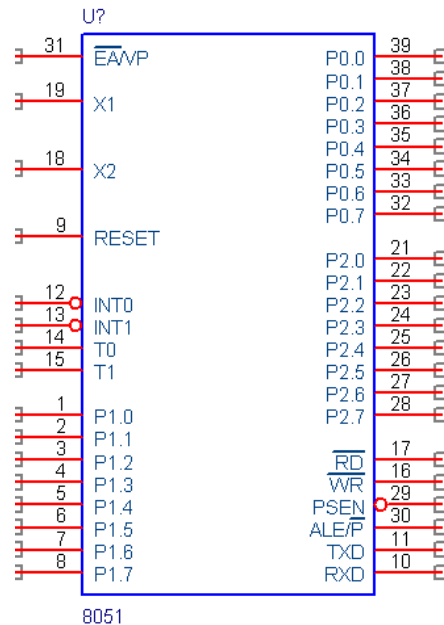 U?
31 EA/VP
19 X1
18 X2
9 RESET
12 INT0
13 INT1
14 T0
15 T1
1 P1.0
2 P1.1
3 P1.2
4 P1.3
5 P1.4
6 P1.5
7 P1.6
8 P1.7
P0.0 39
P0.1 38
P0.2 37
P0.3 36
P0.4 35
P0.5 34
P0.6 33
P0.7 32
P2.0 21
P2.1 22
P2.2 23
P2.3 24
P2.4 25
P2.5 26
P2.6 27
P2.7 28
RD 17
WR 16
PSEN 29
ALE/P 30
TXD 11
RXD 10
8051